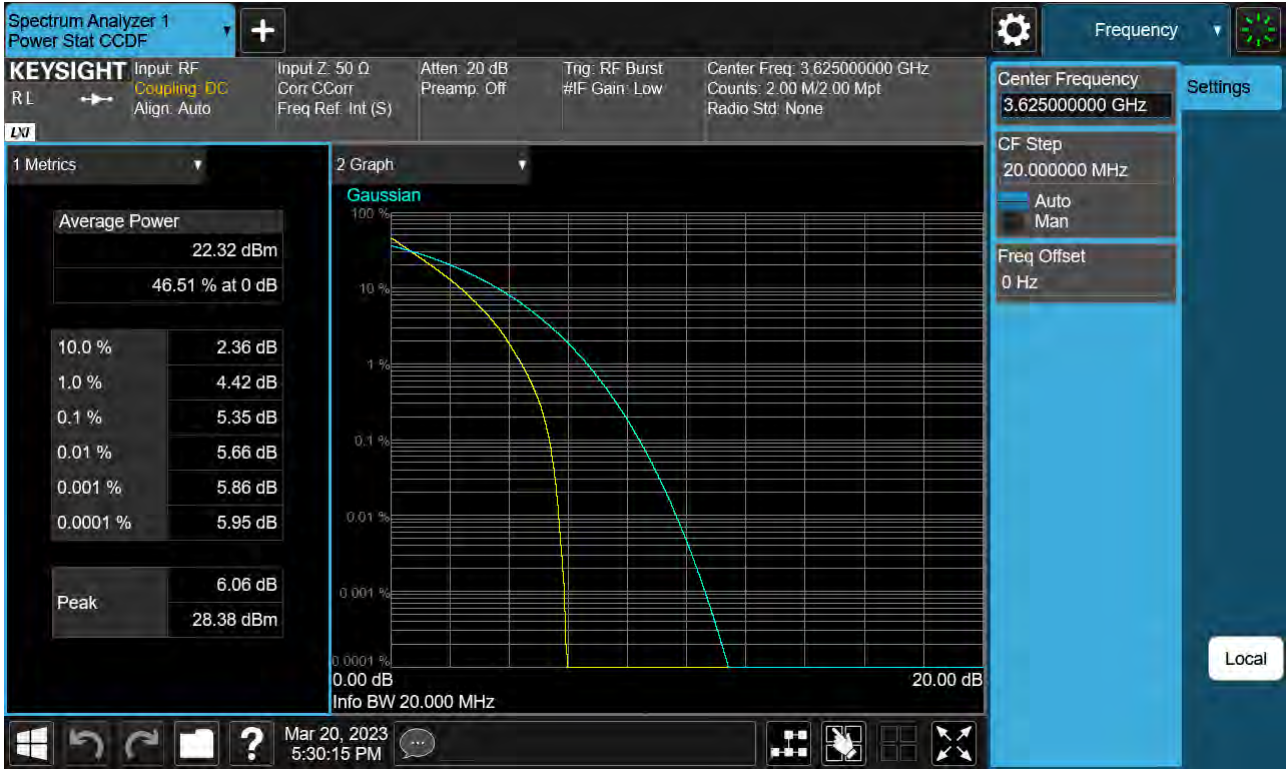 Spectrum Analyzer 1
Power Stat CCDF
Frequency
KEYSIGHT
R L
LXI
Input: RF
Coupling: DC
Align: Auto
Input Z: 50 Ω
Corr CCorr
Freq Ref: Int (S)
Atten: 20 dB
Preamp: Off
Trig: RF Burst
#IF Gain: Low
Center Freq: 3.625000000 GHz
Counts: 2.00 M/2.00 Mpt
Radio Std: None
Center Frequency
3.625000000 GHz
Settings
CF Step
20.000000 MHz
Auto
Man
Freq Offset
0 Hz
Local
1 Metrics
Average Power
22.32 dBm
46.51 % at 0 dB
10.0 % 2.36 dB
1.0 % 4.42 dB
0.1 % 5.35 dB
0.01 % 5.66 dB
0.001 % 5.86 dB
0.0001 % 5.95 dB
Peak
6.06 dB
28.38 dBm
2 Graph
Gaussian
100 %
10 %
1 %
0.1 %
0.01 %
0.001 %
0.0001 %
0.00 dB 20.00 dB
Info BW 20.000 MHz
Mar 20, 2023
5:30:15 PM